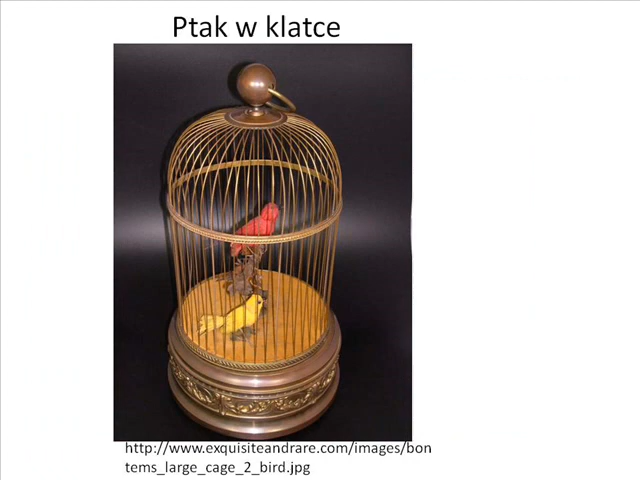 Ptak w klatce
http://www.exquisiteandrare.com/images/bon
tems_large_cage_2_bird.jpg